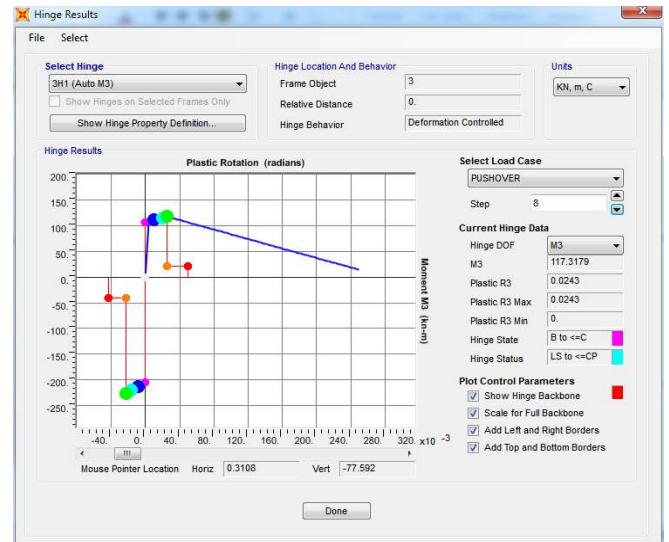 Hinge Results
File Select
Select Hinge
3H1 (Auto M3)
Show Hinges on Selected Frames Only
Show Hinge Property Definition...
Hinge Location And Behavior
Frame Object 3
Relative Distance 0.
Hinge Behavior Deformation Controlled
Units
KN, m, C
Hinge Results
Plastic Rotation (radians)
200.
150.
100.
50.
0.
-50.
-100.
-150.
-200.
-250.
-40. 0. 40. 80. 120. 160. 200. 240. 280. 320. x10 -3
Moment M3 (kn-m)
Mouse Pointer Location Horiz 0.3108 Vert -77.592
Select Load Case
PUSHOVER
Step 8
Current Hinge Data
Hinge DOF M3
M3 117.3179
Plastic R3 0.0243
Plastic R3 Max 0.0243
Plastic R3 Min 0.
Hinge State B to <=C
Hinge Status LS to <=CP
Plot Control Parameters
Show Hinge Backbone
Scale for Full Backbone
Add Left and Right Borders
Add Top and Bottom Borders
Done